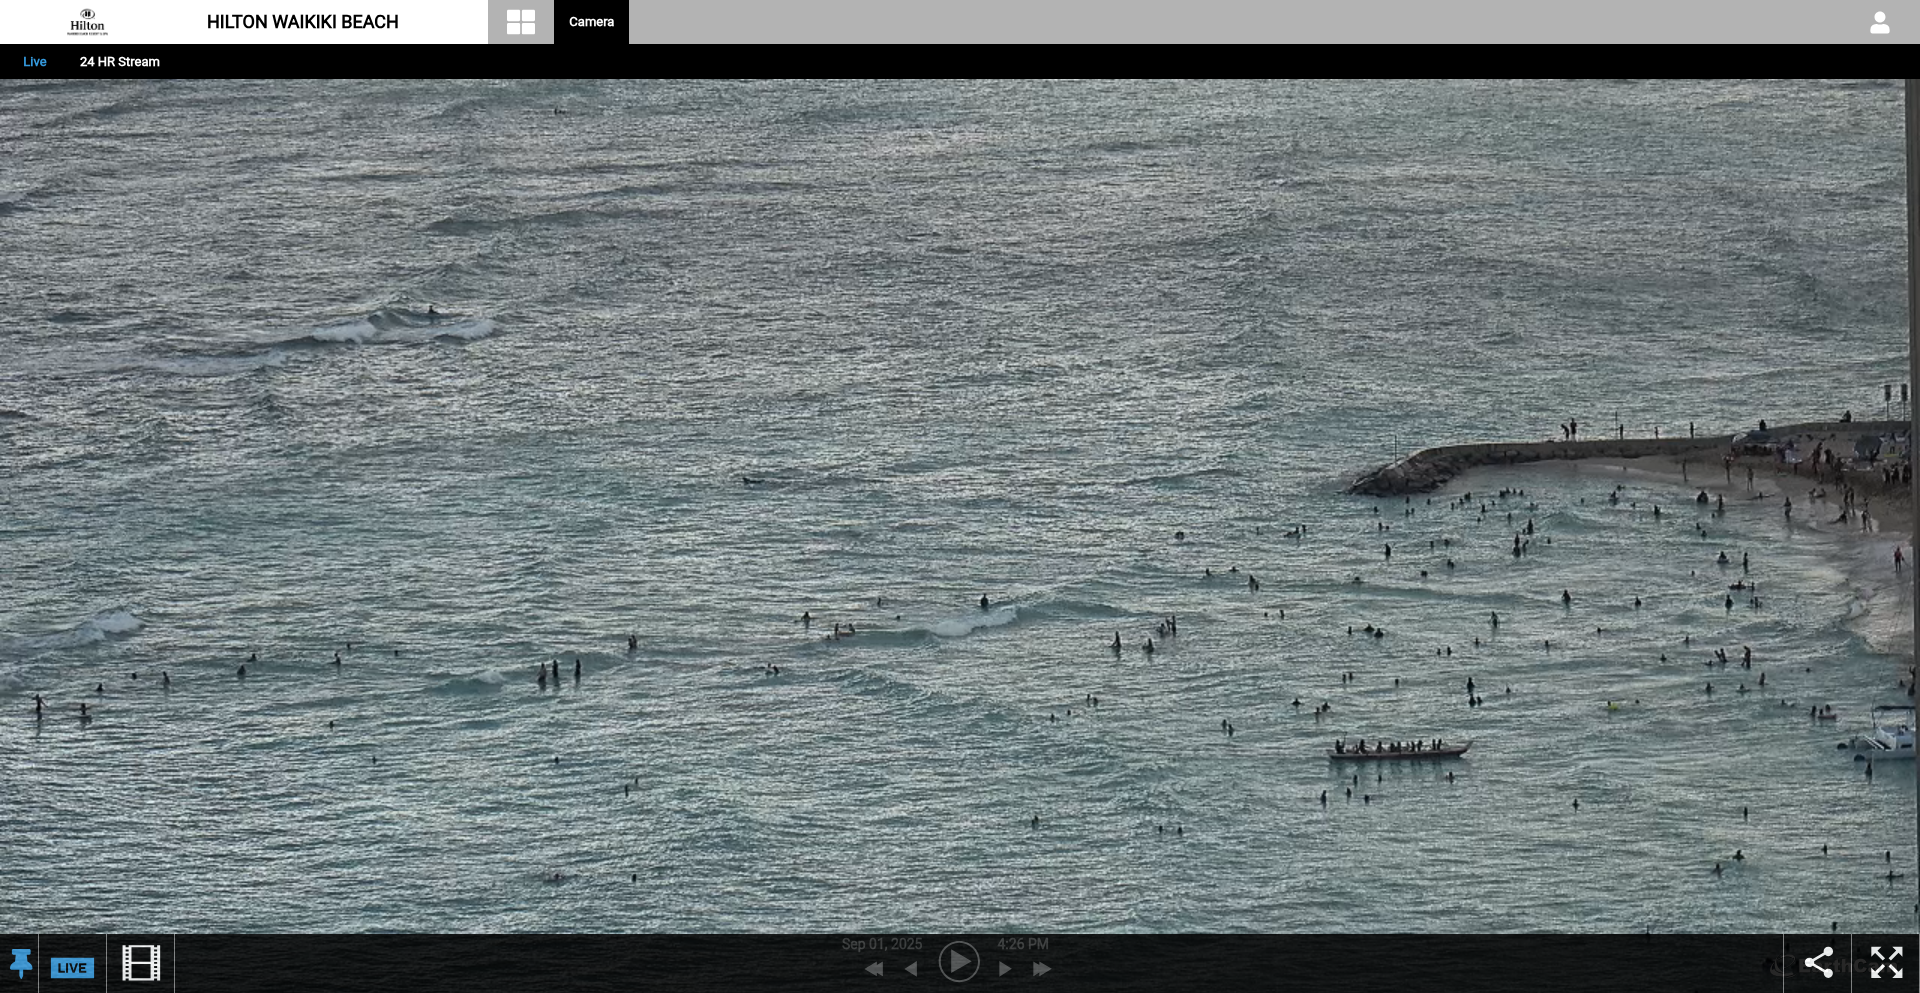 Hilton
HILTON WAIKIKI BEACH
Camera
Live
24 HR Stream
Sep 01, 2025
4:26 PM
LIVE